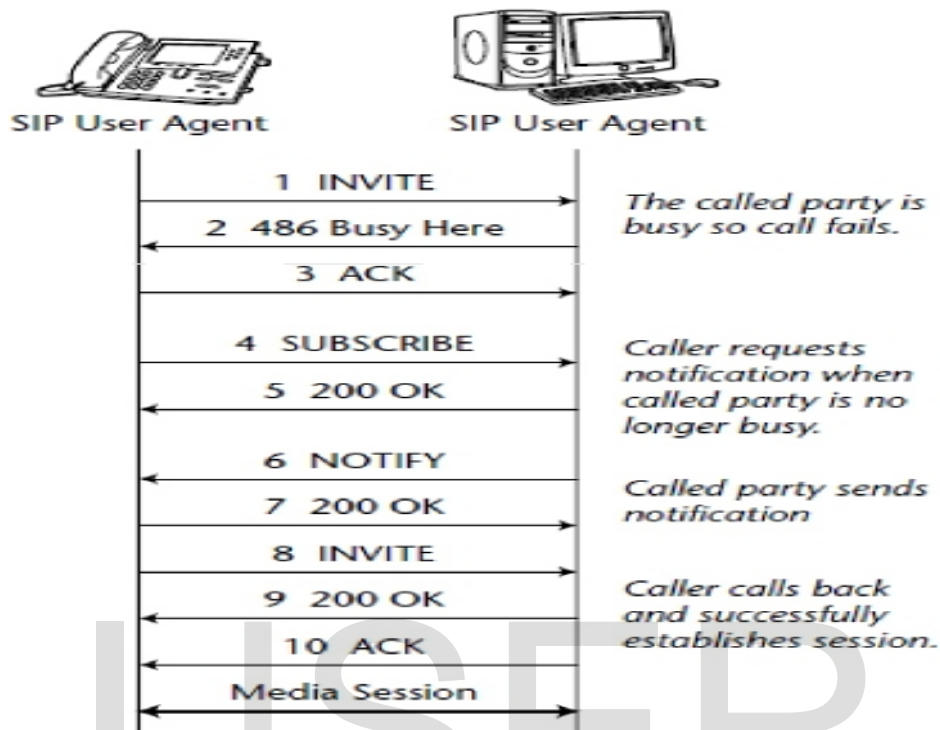 SIP User Agent
SIP User Agent
1 INVITE
The called party is
busy so call fails.
2 486 Busy Here
3 ACK
4 SUBSCRIBE
Caller requests
notification when
called party is no
longer busy.
5 200 OK
6 NOTIFY
Called party sends
notification
7 200 OK
8 INVITE
9 200 OK
Caller calls back
and successfully
establishes session.
10 ACK
Media Session